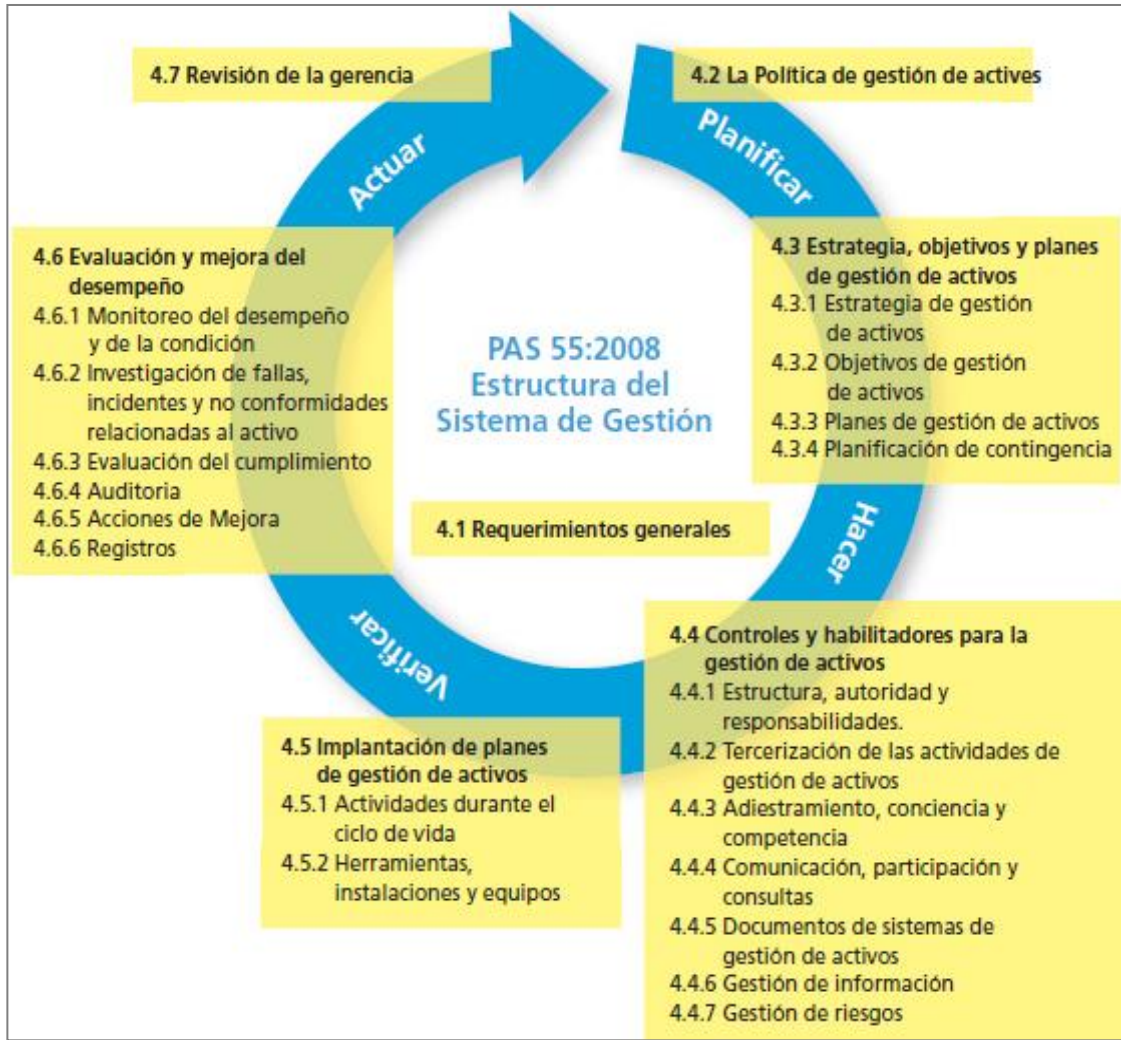 4.7 Revisión de la gerencia
4.2 La Política de gestión de actives
Actuar
Planificar
4.6 Evaluación y mejora del
desempeño
4.6.1 Monitoreo del desempeño
y de la condición
4.6.2 Investigación de fallas,
incidentes y no conformidades
relacionadas al activo
4.6.3 Evaluación del cumplimiento
4.6.4 Auditoria
4.6.5 Acciones de Mejora
4.6.6 Registros
4.3 Estrategia, objetivos y planes
de gestión de activos
4.3.1 Estrategia de gestión
de activos
4.3.2 Objetivos de gestión
de activos
4.3.3 Planes de gestión de activos
4.3.4 Planificación de contingencia
PAS 55:2008
Estructura del
Sistema de Gestión
4.1 Requerimientos generales
Hacer
Verificar
4.4 Controles y habilitadores para la
gestión de activos
4.4.1 Estructura, autoridad y
responsabilidades.
4.4.2 Tercerización de las actividades de
gestión de activos
4.4.3 Adiestramiento, conciencia y
competencia
4.4.4 Comunicación, participación y
consultas
4.4.5 Documentos de sistemas de
gestión de activos
4.4.6 Gestión de información
4.4.7 Gestión de riesgos
4.5 Implantación de planes
de gestión de activos
4.5.1 Actividades durante el
ciclo de vida
4.5.2 Herramientas,
instalaciones y equipos